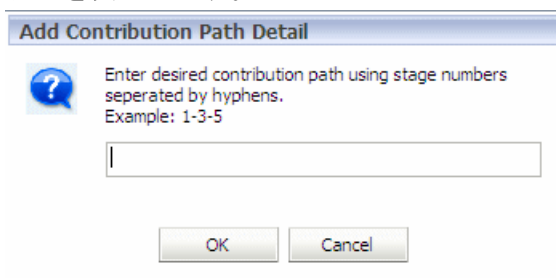 Add Contribution Path Detail
Enter desired contribution path using stage numbers
seperated by hyphens.
Example: 1-3-5
OK Cancel